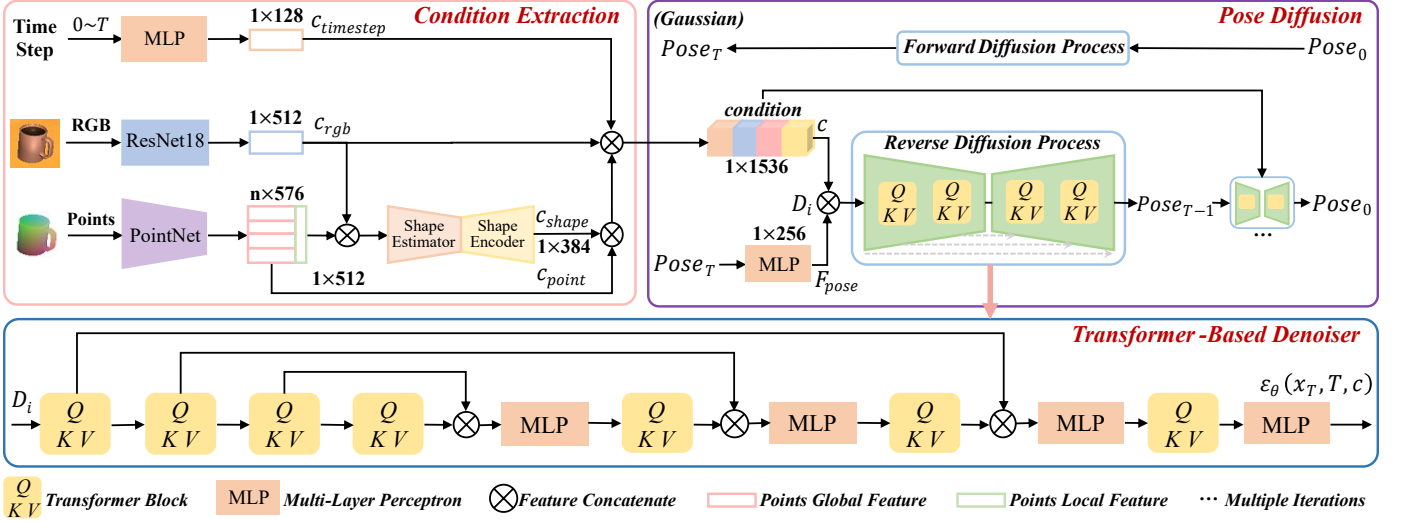 Condition Extraction
Time
Step
0~T
MLP
1×128
c_timestep
RGB
ResNet18
1×512
c_rgb
Points
PointNet
n×576
1×512
Shape
Estimator
Shape
Encoder
c_shape
1×384
c_point
Pose Diffusion
(Gaussian)
Pose_T
Forward Diffusion Process
Pose_0
condition
c
1×1536
D_i
Pose_T
1×256
MLP
F_pose
Reverse Diffusion Process
Q
K V
Q
K V
Q
K V
Q
K V
Pose_{T−1}
...
Pose_0
Transformer -Based Denoiser
D_i
Q
K V
Q
K V
Q
K V
Q
K V
MLP
Q
K V
MLP
Q
K V
MLP
Q
K V
MLP
ε_θ(x_T, T, c)
Q
K V
Transformer Block
MLP
Multi-Layer Perceptron
Feature Concatenate
Points Global Feature
Points Local Feature
... Multiple Iterations